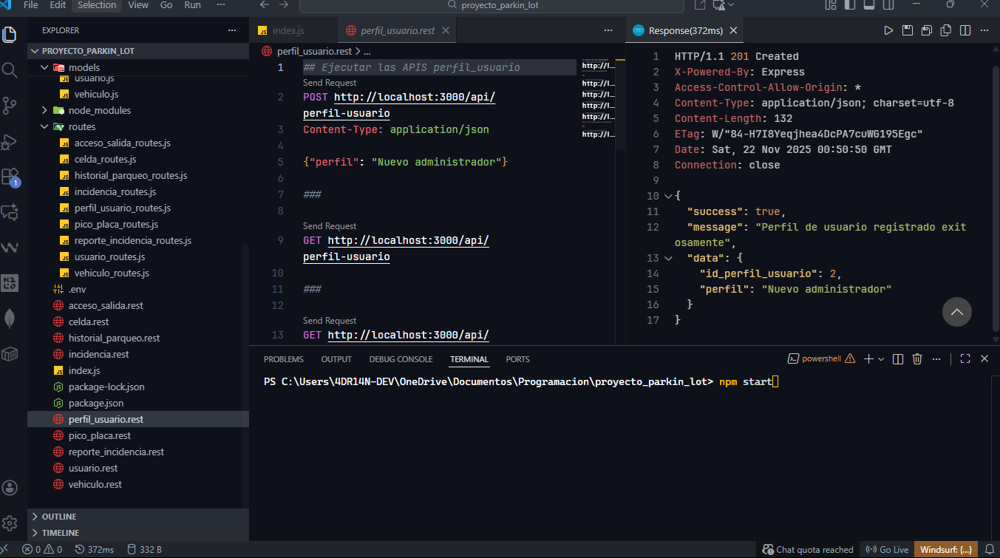 File Edit Selection View Go Run ···
proyecto_parkin_lot
EXPLORER ···
PROYECTO_PARKIN_LOT
models
usuario.js
vehiculo.js
node_modules
routes
acceso_salida_routes.js
celda_routes.js
historial_parqueo_routes.js
incidencia_routes.js
perfil_usuario_routes.js
pico_placa_routes.js
reporte_incidencia_routes.js
usuario_routes.js
vehiculo_routes.js
.env
acceso_salida.rest
celda.rest
historial_parqueo.rest
incidencia.rest
index.js
package-lock.json
package.json
perfil_usuario.rest
pico_placa.rest
reporte_incidencia.rest
usuario.rest
vehiculo.rest
OUTLINE
TIMELINE
1
index.js
perfil_usuario.rest
···
perfil_usuario.rest > ...
1 ## Ejecutar las APIS perfil_usuario
Send Request
2 POST http://localhost:3000/api/
perfil-usuario
3 Content-Type: application/json
4
5 {"perfil": "Nuevo administrador"}
6
7 ###
8
Send Request
9 GET http://localhost:3000/api/
perfil-usuario
10
11 ###
12
Send Request
13 GET http://localhost:3000/api/
http://l...
http://l...
http://l...
http://l...
http://l...
http://l...
Response(372ms)
···
1 HTTP/1.1 201 Created
2 X-Powered-By: Express
3 Access-Control-Allow-Origin: *
4 Content-Type: application/json; charset=utf-8
5 Content-Length: 132
6 ETag: W/"84-H7I8Yeqjhea4DcPA7cuWG195Egc"
7 Date: Sat, 22 Nov 2025 00:50:50 GMT
8 Connection: close
9
10 {
11 "success": true,
12 "message": "Perfil de usuario registrado exit
osamente",
13 "data": {
14 "id_perfil_usuario": 2,
15 "perfil": "Nuevo administrador"
16 }
17 }
PROBLEMS OUTPUT DEBUG CONSOLE TERMINAL PORTS
powershell
···
PS C:\Users\4DR14N-DEV\OneDrive\Documentos\Programacion\proyecto_parkin_lot> npm start
0 0 372ms 332 B
Chat quota reached Go Live Windsurf: {...}